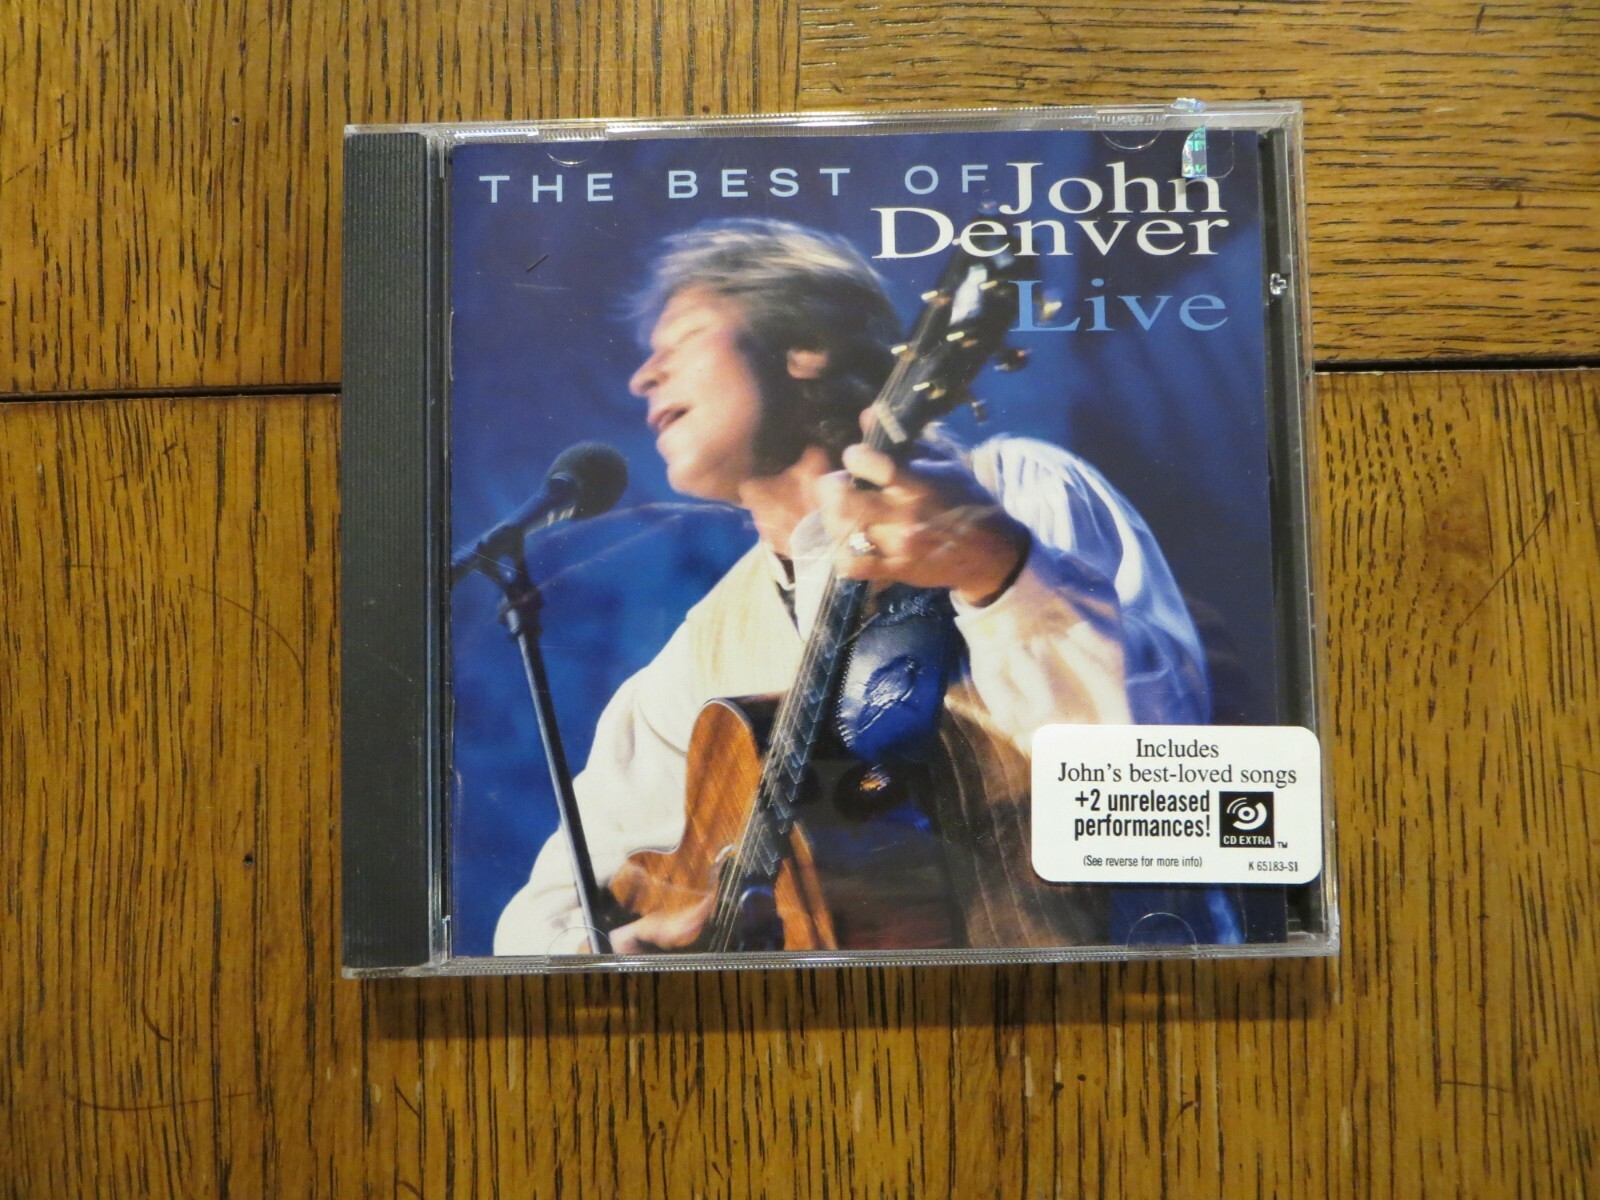 THE BEST OF John
Denver
Live
Includes
John's best-loved songs
+2 unreleased
performances!
CD EXTRA TM
(See reverse for more info)
K 65183-S1